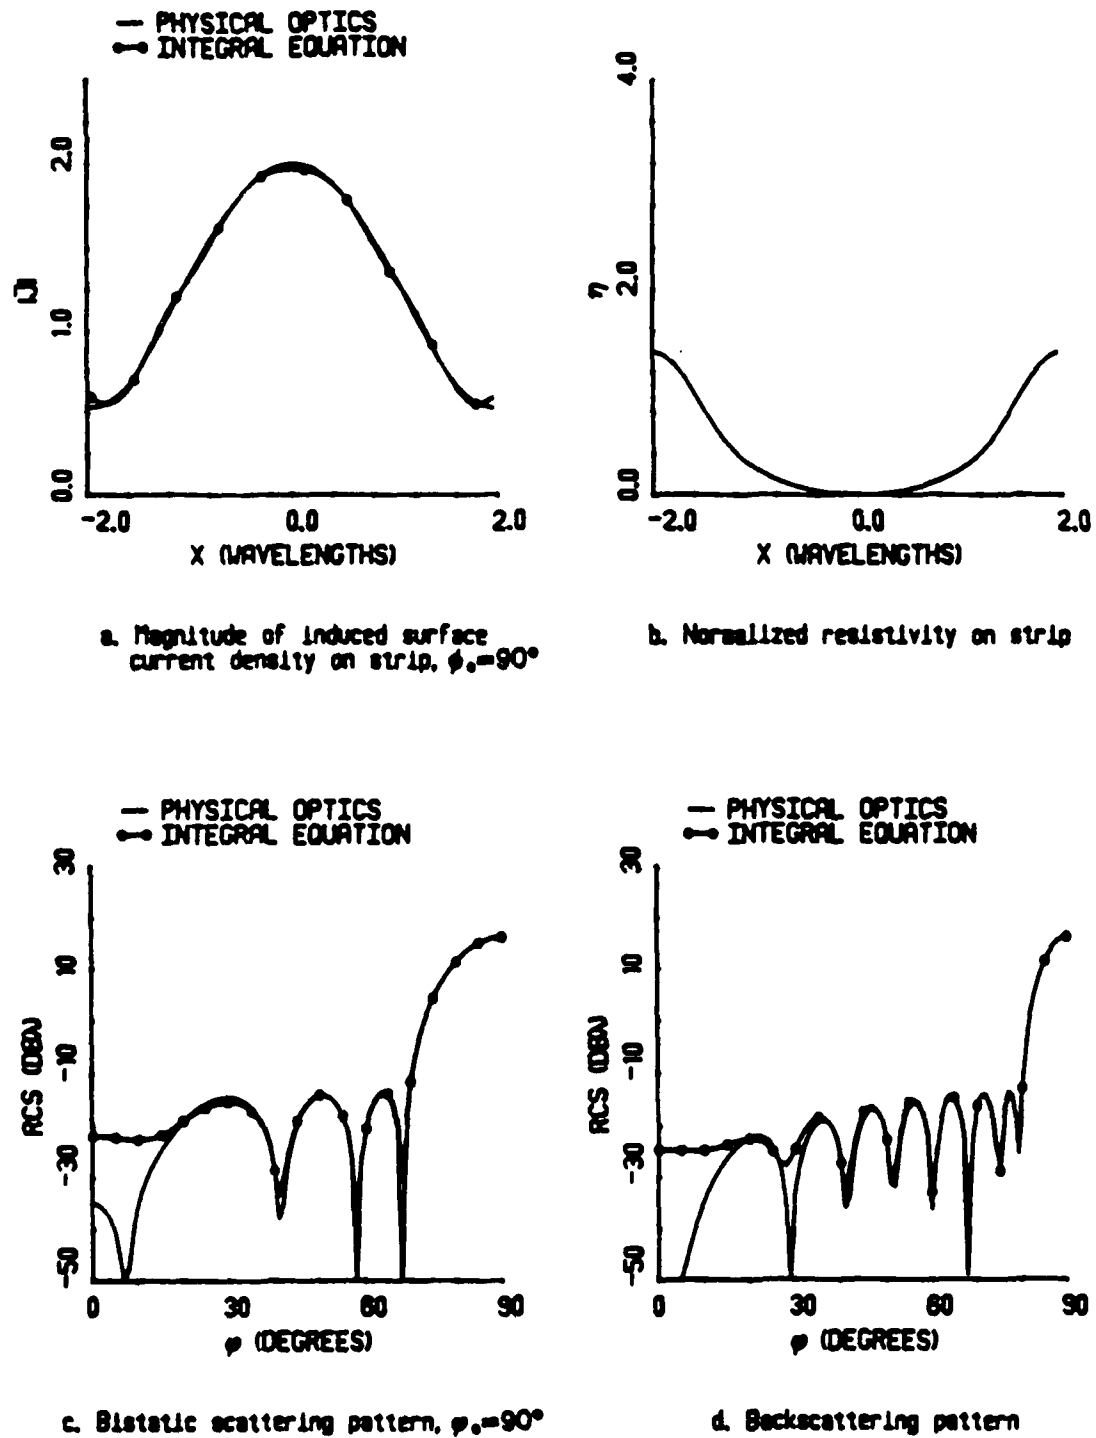 PHYSICAL OPTICS
INTEGRAL EQUATION
|J|
2.0
1.0
0.0
-2.0 0.0 2.0
X (WAVELENGTHS)
a. Magnitude of induced surface
current density on strip, ϕ₀=90°
η
4.0
2.0
0.0
-2.0 0.0 2.0
X (WAVELENGTHS)
b. Normalized resistivity on strip
PHYSICAL OPTICS
INTEGRAL EQUATION
RCS (DBλ)
30
10
-10
-30
-50
0 30 60 90
φ (DEGREES)
c. Bistatic scattering pattern, φ₀=90°
PHYSICAL OPTICS
INTEGRAL EQUATION
RCS (DBλ)
30
10
-10
-30
-50
0 30 60 90
φ (DEGREES)
d. Backscattering pattern